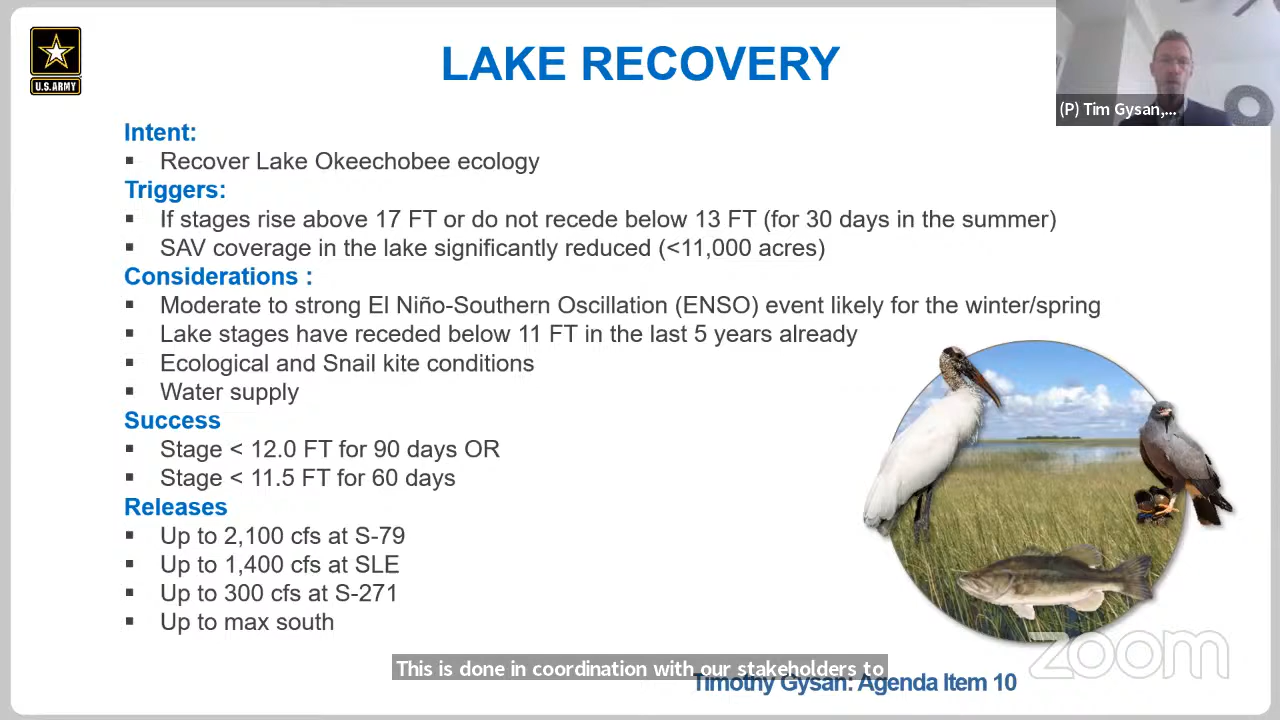 U.S.ARMY
LAKE RECOVERY
(P) Tim Gysan,...
Intent:
▪ Recover Lake Okeechobee ecology
Triggers:
▪ If stages rise above 17 FT or do not recede below 13 FT (for 30 days in the summer)
▪ SAV coverage in the lake significantly reduced (<11,000 acres)
Considerations :
▪ Moderate to strong El Niño-Southern Oscillation (ENSO) event likely for the winter/spring
▪ Lake stages have receded below 11 FT in the last 5 years already
▪ Ecological and Snail kite conditions
▪ Water supply
Success
▪ Stage < 12.0 FT for 90 days OR
▪ Stage < 11.5 FT for 60 days
Releases
▪ Up to 2,100 cfs at S-79
▪ Up to 1,400 cfs at SLE
▪ Up to 300 cfs at S-271
▪ Up to max south
zoom
This is done in coordination with our stakeholders to
Timothy Gysan: Agenda Item 10